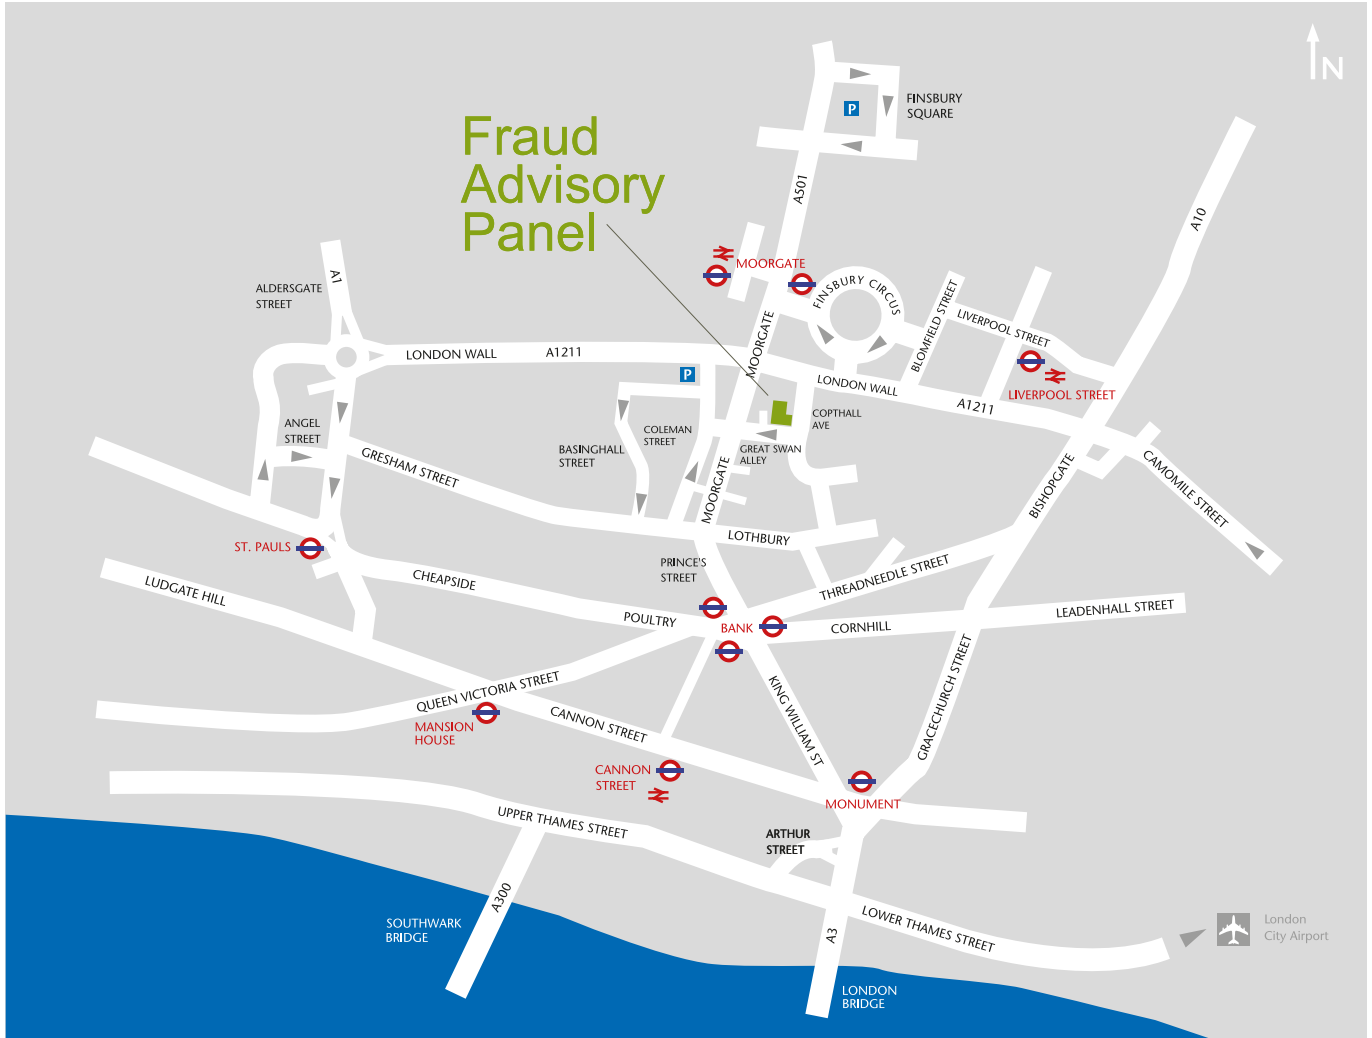 N
FINSBURY
SQUARE
P
Fraud
Advisory
Panel
A501
A10
MOORGATE
A1
ALDERSGATE
STREET
FINSBURY CIRCUS
BLOMFIELD STREET
LIVERPOOL STREET
MOORGATE
LONDON WALL
A1211
P
LONDON WALL
A1211
LIVERPOOL STREET
COPTHALL
AVE
ANGEL
STREET
COLEMAN
STREET
BASINGHALL
STREET
GREAT SWAN
ALLEY
GRESHAM STREET
MOORGATE
BISHOPGATE
CAMOMILE STREET
LOTHBURY
ST. PAULS
PRINCE'S
STREET
CHEAPSIDE
LUDGATE HILL
THREADNEEDLE STREET
POULTRY
BANK
CORNHILL
LEADENHALL STREET
QUEEN VICTORIA STREET
MANSION
HOUSE
CANNON STREET
KING WILLIAM ST
GRACECHURCH STREET
CANNON
STREET
MONUMENT
UPPER THAMES STREET
ARTHUR
STREET
A300
SOUTHWARK
BRIDGE
A3
LOWER THAMES STREET
London
City Airport
LONDON
BRIDGE